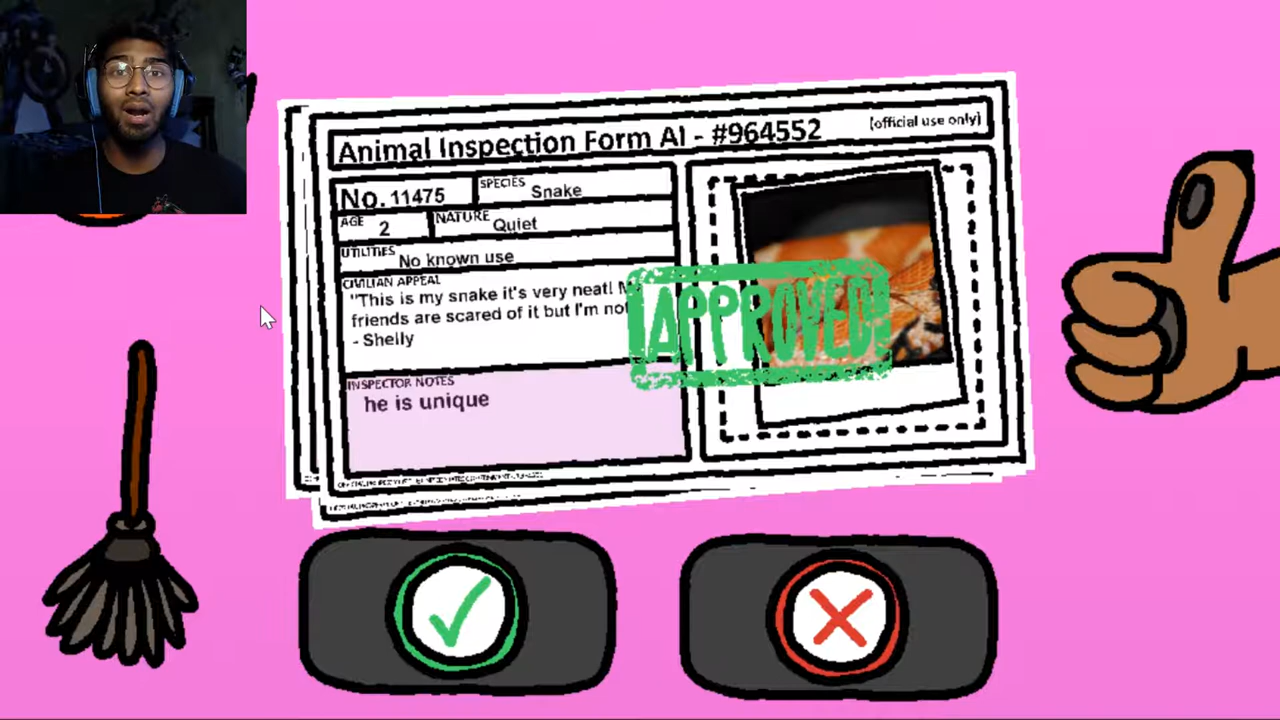 Animal Inspection Form AI - #964552
(official use only)
No. 11475
SPECIES Snake
AGE 2
NATURE Quiet
UTILITIES No known use
CIVILIAN APPEAL
"This is my snake it's very neat!
friends are scared of it but I'm not
- Shelly
APPROVED!
INSPECTOR NOTES
he is unique